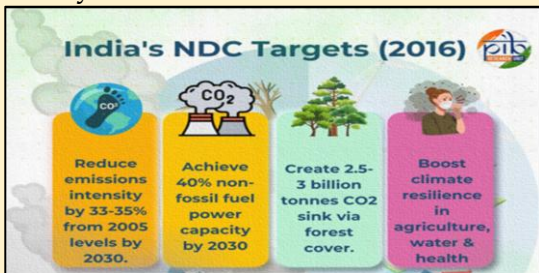 India's NDC Targets (2016)
pib
CO²
CO₂
Reduce
emissions
intensity
by 33-35%
from 2005
levels by
2030.
Achieve
40% non-
fossil fuel
power
capacity
by 2030
Create 2.5-
3 billion
tonnes CO2
sink via
forest
cover.
Boost
climate
resilience
in
agriculture,
water &
health